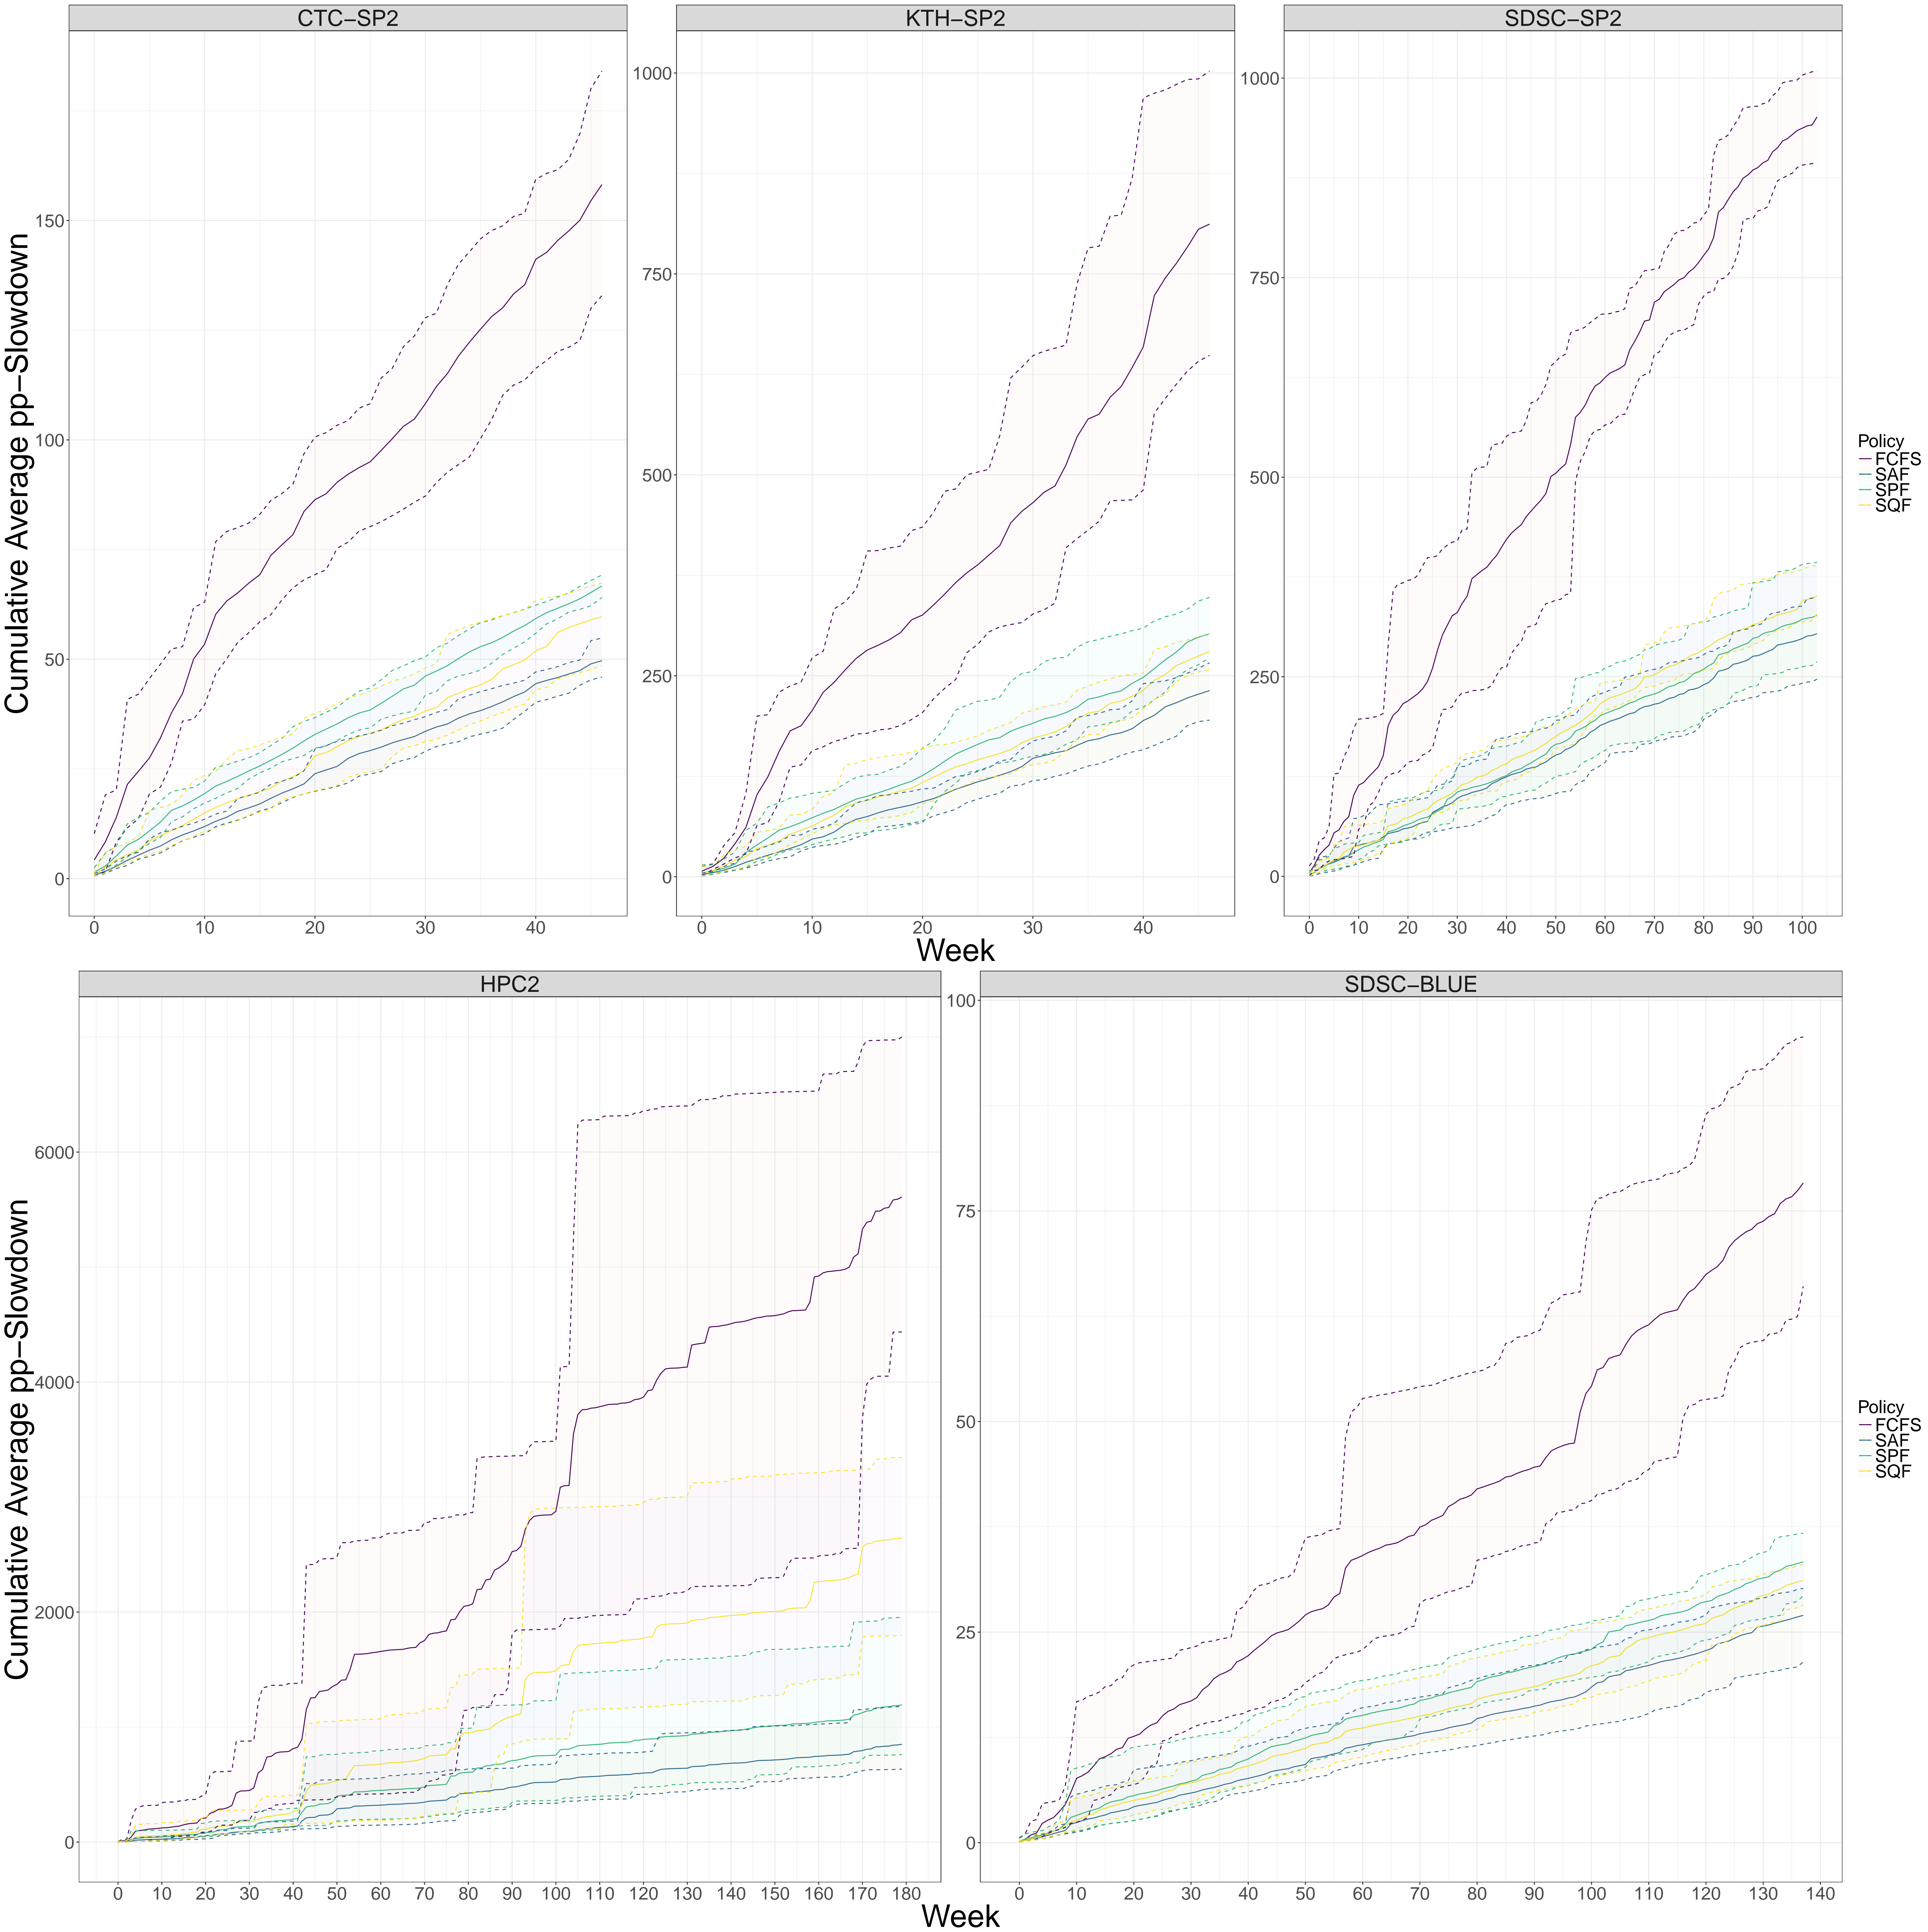 CTC−SP2
KTH−SP2
SDSC−SP2
Cumulative Average pp−Slowdown
150
100
50
0
0 10 20 30 40
1000
750
500
250
0
0 10 20 30 40
1000
750
500
250
0
0 10 20 30 40 50 60 70 80 90 100
Week
Policy
FCFS
SAF
SPF
SQF
HPC2
SDSC−BLUE
Cumulative Average pp−Slowdown
6000
4000
2000
0
0 10 20 30 40 50 60 70 80 90 100 110 120 130 140 150 160 170 180
100
75
50
25
0
0 10 20 30 40 50 60 70 80 90 100 110 120 130 140
Week
Policy
FCFS
SAF
SPF
SQF